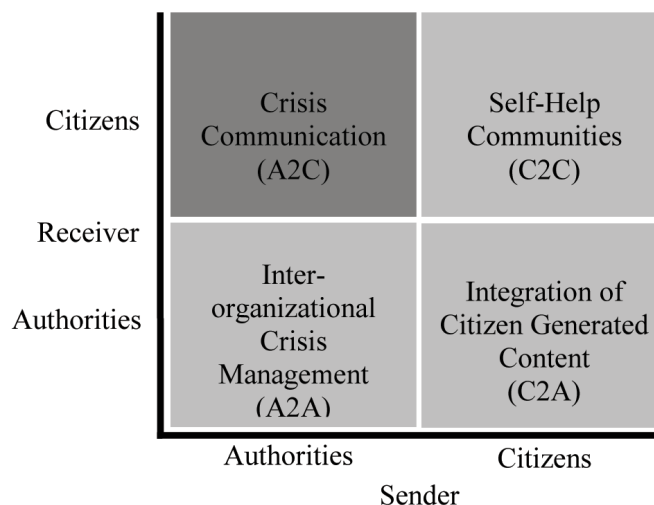 Citizens
Crisis
Communication
(A2C)
Self-Help
Communities
(C2C)
Receiver
Authorities
Inter-
organizational
Crisis
Management
(A2A)
Integration of
Citizen Generated
Content
(C2A)
Authorities
Citizens
Sender